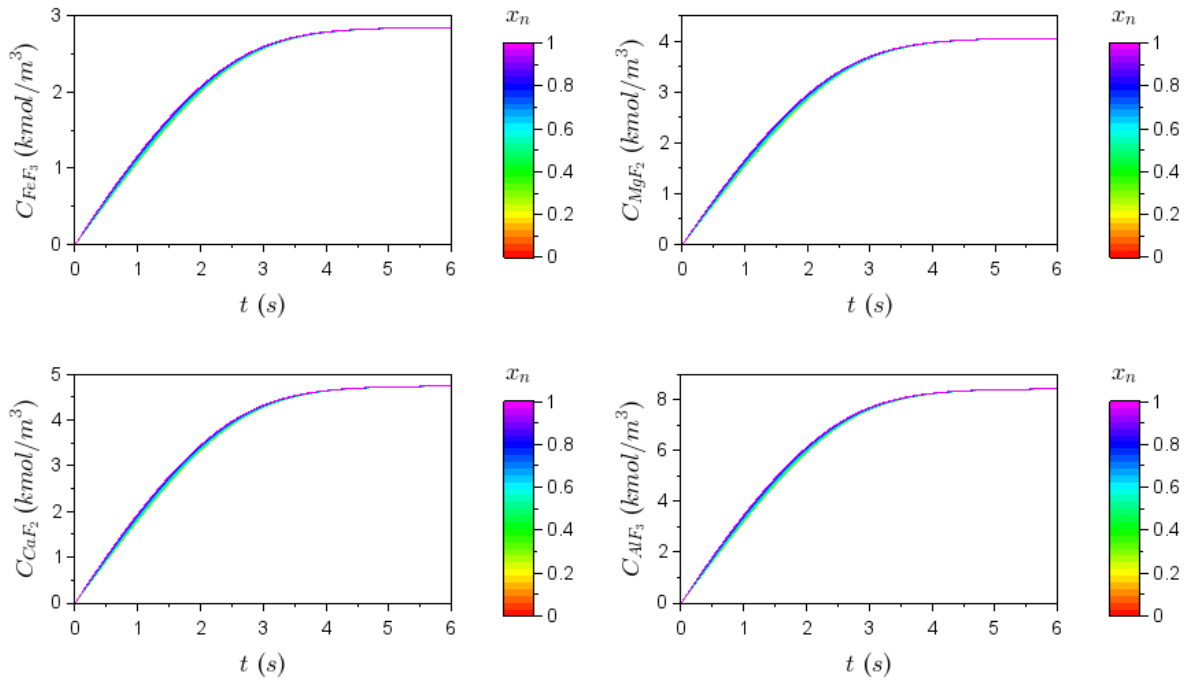 C_{FeF_3} (kmol/m^3)
3
2
1
0
0 1 2 3 4 5 6
t (s)
x_n
1
0.8
0.6
0.4
0.2
0
C_{MgF_2} (kmol/m^3)
4
3
2
1
0
0 1 2 3 4 5 6
t (s)
x_n
1
0.8
0.6
0.4
0.2
0
C_{CaF_2} (kmol/m^3)
5
4
3
2
1
0
0 1 2 3 4 5 6
t (s)
x_n
1
0.8
0.6
0.4
0.2
0
C_{AlF_3} (kmol/m^3)
8
6
4
2
0
0 1 2 3 4 5 6
t (s)
x_n
1
0.8
0.6
0.4
0.2
0